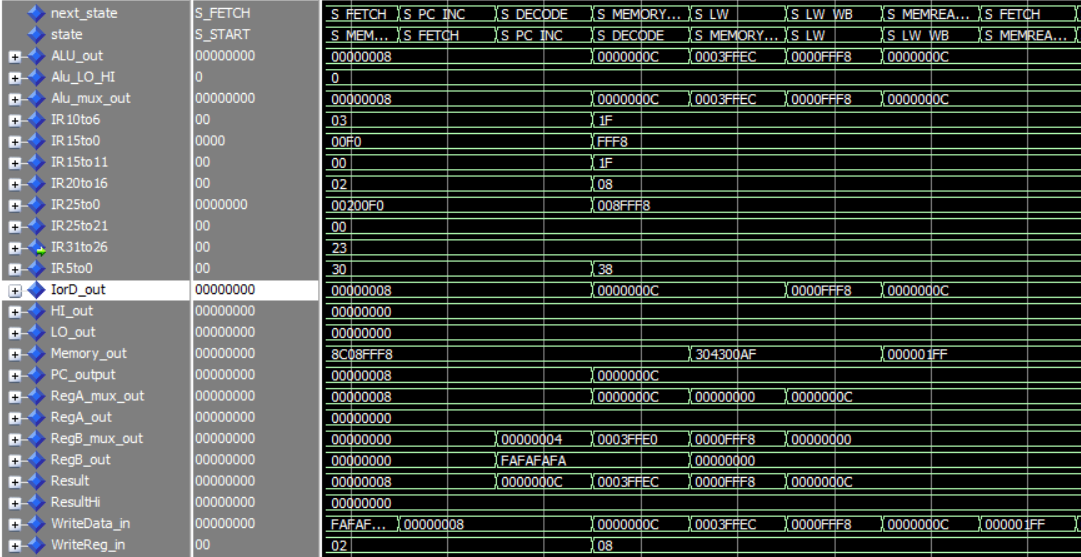 next_state S_FETCH S_FETCH S_PC_INC S_DECODE S_MEMORY... S_LW S_LW_WB S_MEMREA... S_FETCH
state S_START S_MEM... S_FETCH S_PC_INC S_DECODE S_MEMORY... S_LW S_LW_WB S_MEMREA...
ALU_out 00000000 00000008 0000000C 0003FFEC 0000FFF8 0000000C
Alu_LO_HI 0 0
Alu_mux_out 00000000 00000008 0000000C 0003FFEC 0000FFF8 0000000C
IR10to6 00 03 1F
IR15to0 0000 00F0 FFF8
IR15to11 00 00 1F
IR20to16 00 02 08
IR25to0 0000000 00200F0 008FFF8
IR25to21 00 00
IR31to26 00 23
IR5to0 00 30 38
IorD_out 00000000 00000008 0000000C 0000FFF8 0000000C
HI_out 00000000 00000000
LO_out 00000000 00000000
Memory_out 00000000 8C08FFF8 304300AF 000001FF
PC_output 00000000 00000008 0000000C
RegA_mux_out 00000000 00000008 0000000C 00000000 0000000C
RegA_out 00000000 00000000
RegB_mux_out 00000000 00000000 00000004 0003FFE0 0000FFF8 00000000
RegB_out 00000000 00000000 FAFAFAFA 00000000
Result 00000000 00000008 0000000C 0003FFEC 0000FFF8 0000000C
ResultHi 00000000 00000000
WriteData_in 00000000 FAFAF... 00000008 0000000C 0003FFEC 0000FFF8 0000000C 000001FF
WriteReg_in 00 02 08